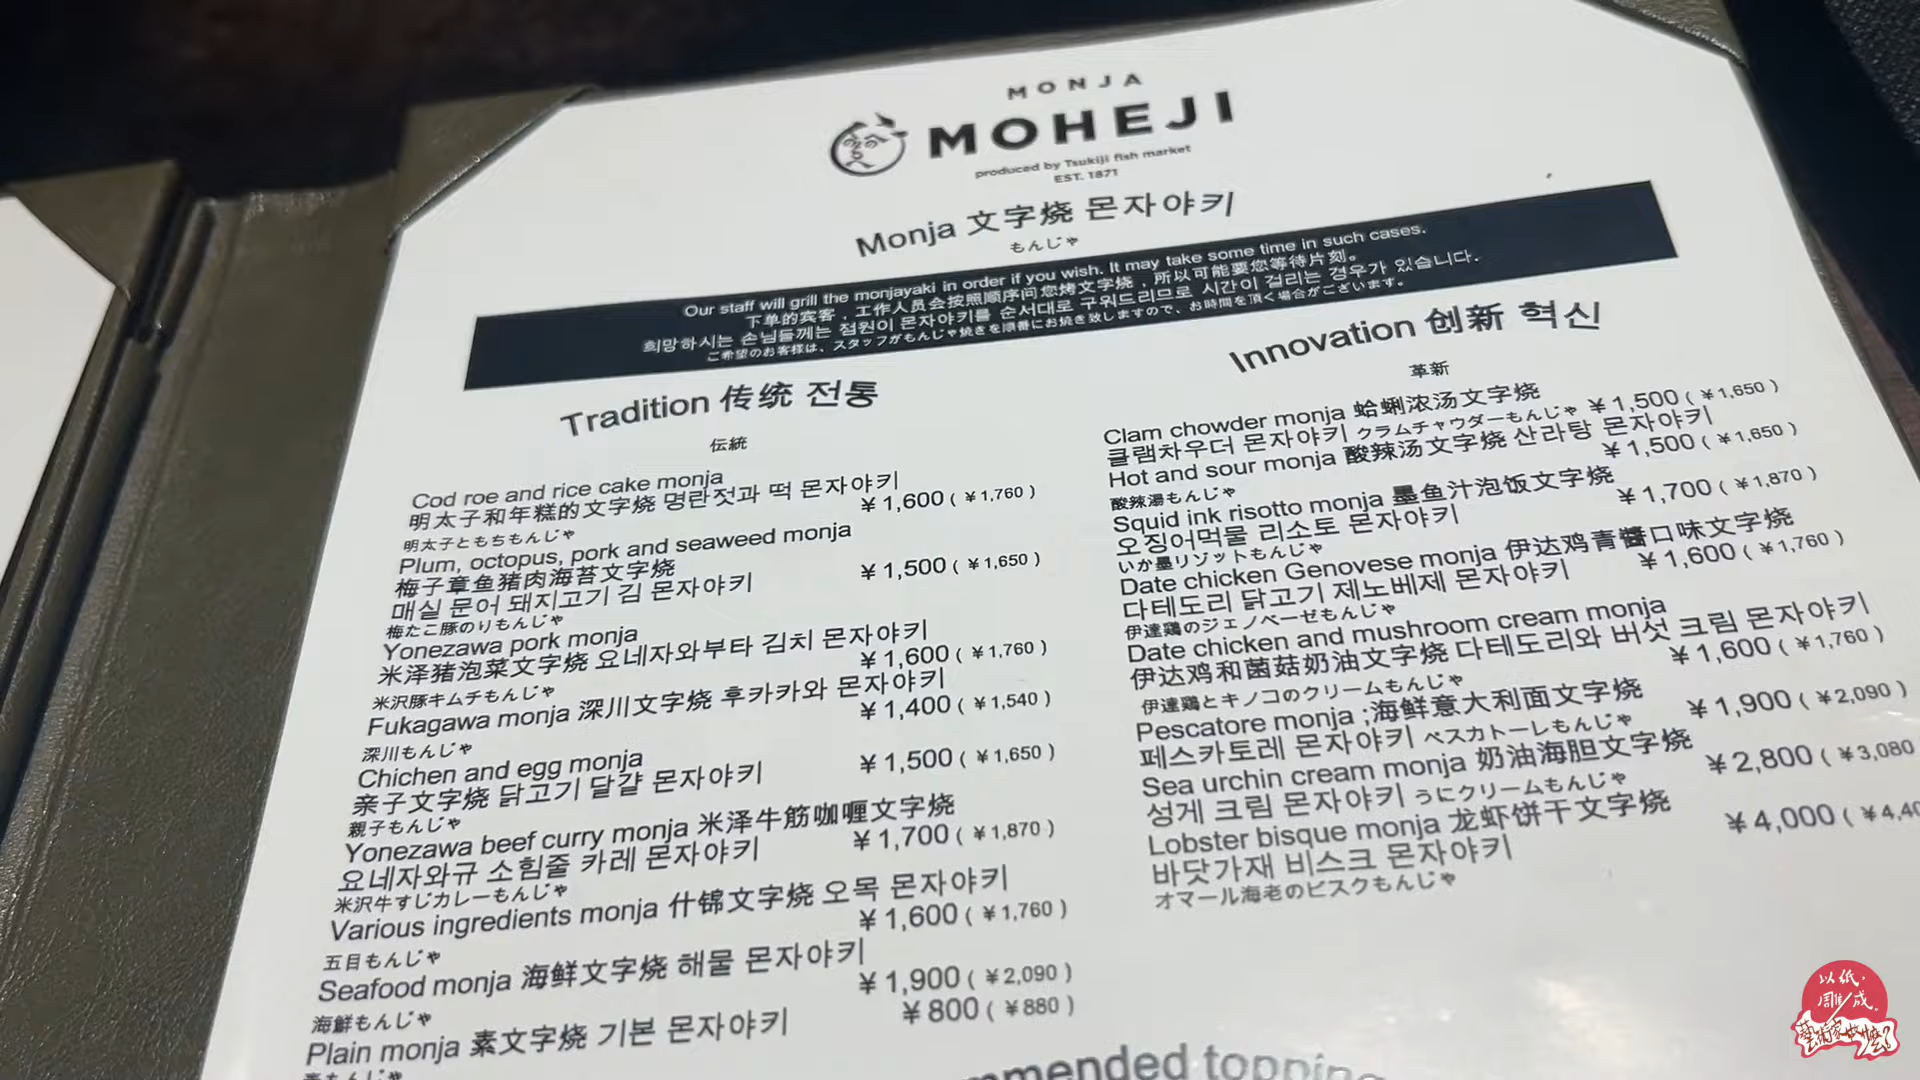 MONJA
MOHEJI
produced by Tsukiji fish market
EST. 1871
Monja 文字烧 몬자야키
もんじゃ
Our staff will grill the monjayaki in order if you wish. It may take some time in such cases.
下单的宾客，工作人员会按照顺序问您烤文字烧，所以可能要您等待片刻。
희망하시는 손님들께는 점원이 몬자야키를 순서대로 구워드리므로 시간이 걸리는 경우가 있습니다.
ご希望のお客様は、スタッフがもんじゃ焼きを順番にお焼き致しますので、お時間を頂く場合がございます。
Tradition 传统 전통
伝統
Cod roe and rice cake monja
明太子和年糕的文字烧 명란젓과 떡 몬자야키
¥1,600（¥1,760）
明太子ともちもんじゃ
Plum, octopus, pork and seaweed monja
梅子章鱼猪肉海苔文字烧
¥1,500（¥1,650）
매실 문어 돼지고기 김 몬자야키
梅たこ豚のりもんじゃ
Yonezawa pork monja
米泽猪泡菜文字烧 요네자와부타 김치 몬자야키
¥1,600（¥1,760）
米沢豚キムチもんじゃ
Fukagawa monja 深川文字烧 후카카와 몬자야키
¥1,400（¥1,540）
深川もんじゃ
Chichen and egg monja
¥1,500（¥1,650）
亲子文字烧 닭고기 달걀 몬자야키
親子もんじゃ
Yonezawa beef curry monja 米泽牛筋咖喱文字烧
¥1,700（¥1,870）
요네자와규 소힘줄 카레 몬자야키
米沢牛すじカレーもんじゃ
Various ingredients monja 什锦文字烧 오목 몬자야키
¥1,600（¥1,760）
五目もんじゃ
Seafood monja 海鲜文字烧 해물 몬자야키
¥1,900（¥2,090）
海鮮もんじゃ
¥800（¥880）
Plain monja 素文字烧 기본 몬자야키
Innovation 创新 혁신
革新
Clam chowder monja 蛤蜊浓汤文字烧
¥1,500（¥1,650）
클램차우더 몬자야키 クラムチャウダーもんじゃ
Hot and sour monja 酸辣汤文字烧 산라탕 몬자야키
¥1,500（¥1,650）
酸辣湯もんじゃ
Squid ink risotto monja 墨鱼汁泡饭文字烧
¥1,700（¥1,870）
오징어먹물 리소토 몬자야키
いか墨リゾットもんじゃ
Date chicken Genovese monja 伊达鸡青醬口味文字烧
¥1,600（¥1,760）
다테도리 닭고기 제노베제 몬자야키
伊達鶏のジェノベーゼもんじゃ
Date chicken and mushroom cream monja
伊达鸡和菌菇奶油文字烧 다테도리와 버섯 크림 몬자야키
¥1,600（¥1,760）
伊達鶏とキノコのクリームもんじゃ
Pescatore monja ;海鲜意大利面文字烧
¥1,900（¥2,090）
페스카토레 몬자야키 ペスカトーレもんじゃ
Sea urchin cream monja 奶油海胆文字烧
¥2,800（¥3,080
성게 크림 몬자야키 うにクリームもんじゃ
Lobster bisque monja 龙虾饼干文字烧
¥4,000（¥4,40
바닷가재 비스크 몬자야키
オマール海老のビスクもんじゃ
mmended topping
以纸·
雕/成.
藝術家做麼?